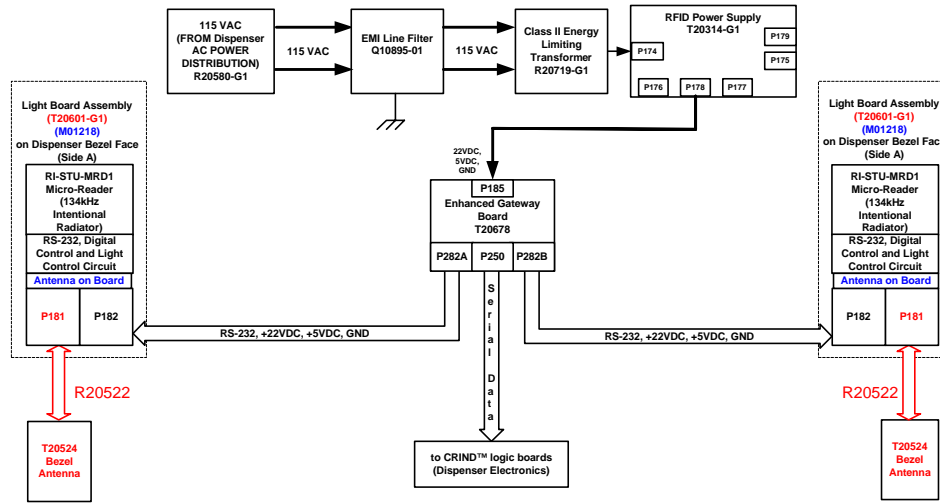 115 VAC
(FROM Dispenser
AC POWER
DISTRIBUTION)
R20580-G1
115 VAC
EMI Line Filter
Q10895-01
115 VAC
Class II Energy
Limiting
Transformer
R20719-G1
RFID Power Supply
T20314-G1
P174
P179
P175
P176
P178
P177
22VDC,
5VDC,
GND
P185
Enhanced Gateway
Board
T20678
P282A
P250
P282B
Light Board Assembly
(T20601-G1)
(M01218)
on Dispenser Bezel Face
(Side A)
RI-STU-MRD1
Micro-Reader
(134kHz
Intentional
Radiator)
RS-232, Digital
Control and Light
Control Circuit
Antenna on Board
P181
P182
RS-232, +22VDC, +5VDC, GND
R20522
T20524
Bezel
Antenna
Serial Data
to CRIND™ logic boards
(Dispenser Electronics)
RS-232, +22VDC, +5VDC, GND
Light Board Assembly
(T20601-G1)
(M01218)
on Dispenser Bezel Fac
(Side A)
RI-STU-MRD1
Micro-Reader
(134kHz
Intentional
Radiator)
RS-232, Digital
Control and Light
Control Circuit
Antenna on Board
P182
P181
R20522
T20524
Bezel
Antenna